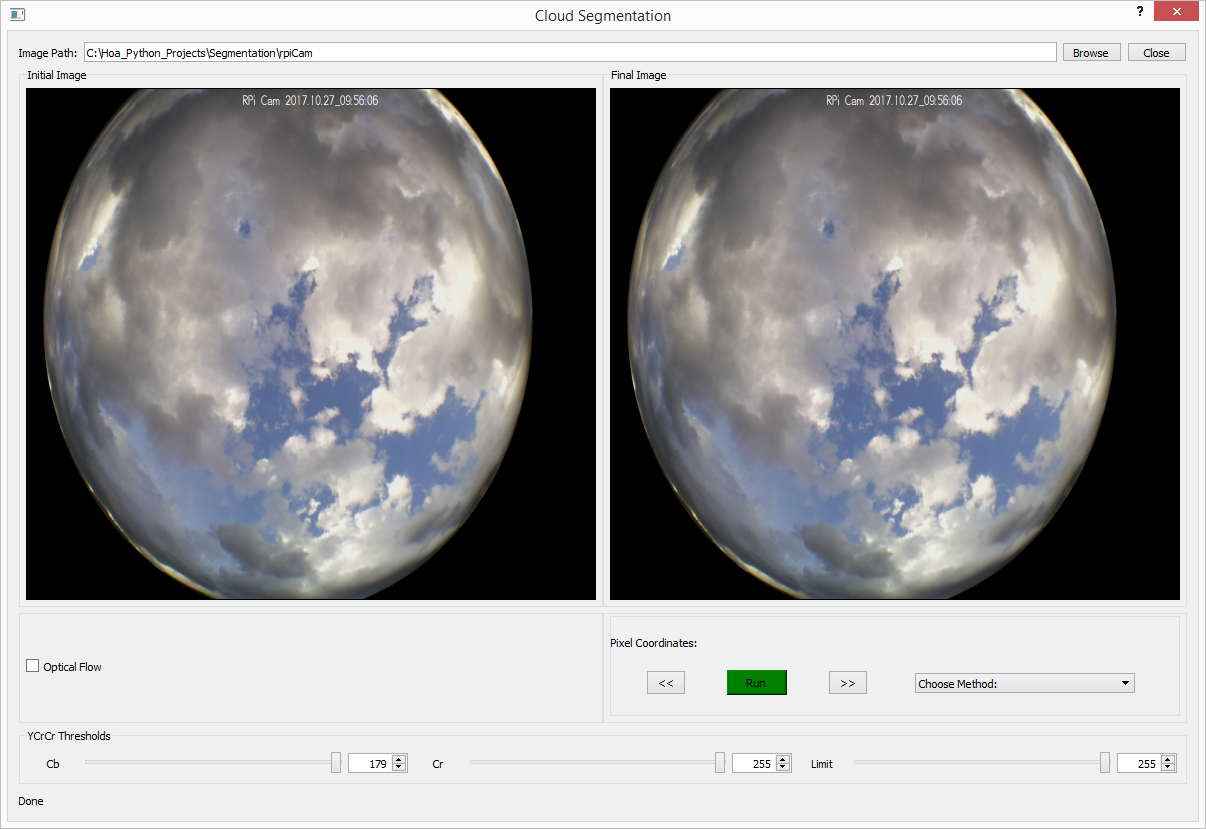 Cloud Segmentation
?
Image Path: C:\Hoa_Python_Projects\Segmentation\rpiCam Browse Close
Initial Image Final Image
RPi Cam 2017.10.27_09:56:06 RPi Cam 2017.10.27_09:56:06
Pixel Coordinates:
Optical Flow
<< Run >> Choose Method:
YCrCr Thresholds
Cb 179 Cr 255 Limit 255
Done